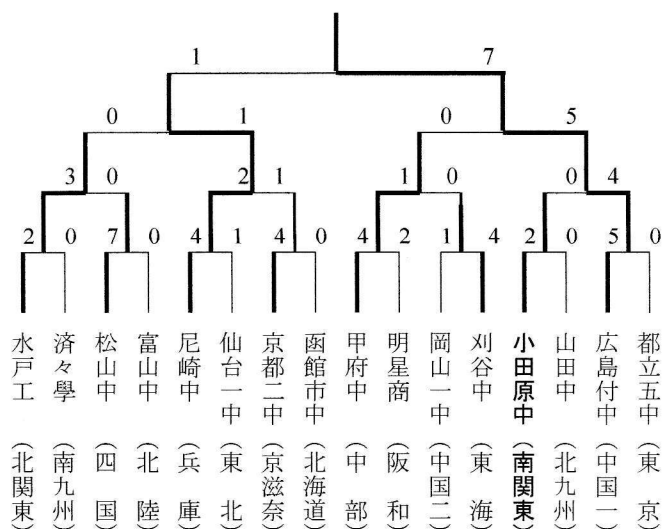 1 7
0 1 0 5
3 0 2 1 1 0 0 4
2 0 7 0 4 1 4 0 4 2 1 4 2 0 5 0
水戸工（北関東）
済々學（南九州）
松山中（四国）
富山中（北陸）
尼崎中（兵庫）
仙台一中（東北）
京都二中（京滋奈）
函館市中（北海道）
甲府中（中部）
明星商（阪和）
岡山一中（中国二）
刈谷中（東海）
小田原中（南関東）
山田中（北九州）
広島付中（中国一）
都立五中（東京）